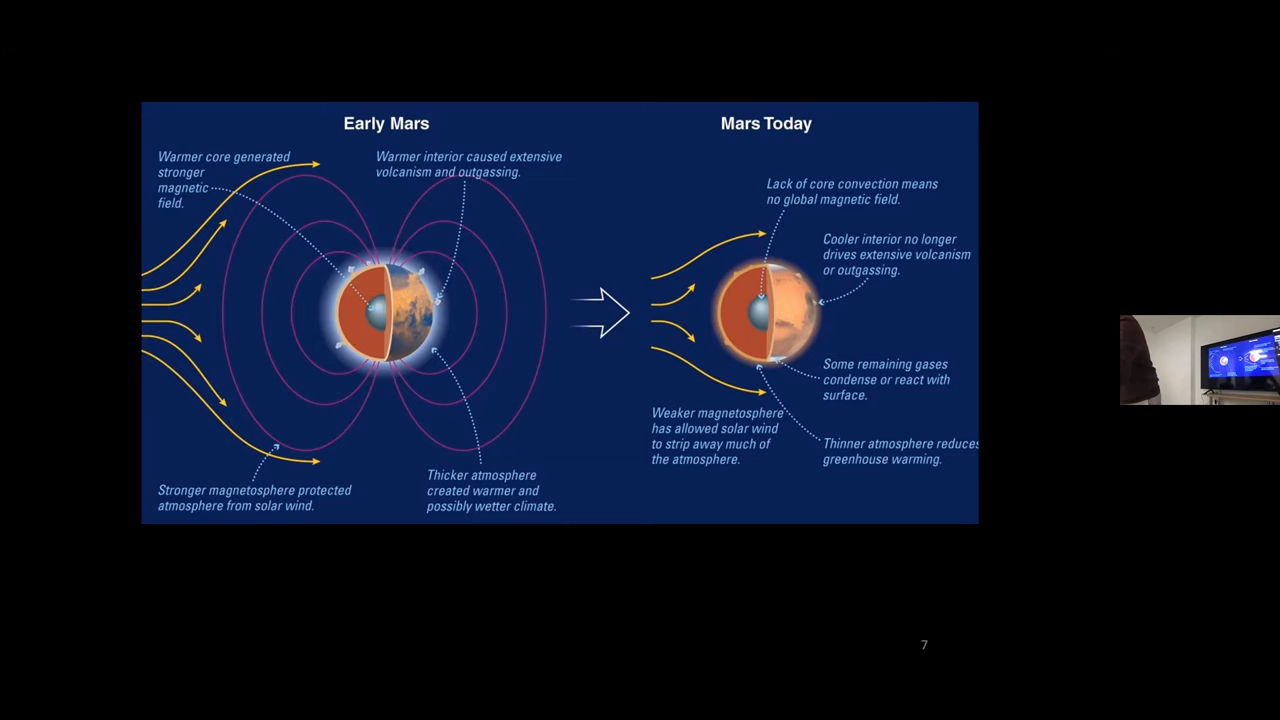 Early Mars
Warmer core generated
stronger
magnetic
field.
Warmer interior caused extensive
volcanism and outgassing.
Stronger magnetosphere protected
atmosphere from solar wind.
Thicker atmosphere
created warmer and
possibly wetter climate.
Mars Today
Lack of core convection means
no global magnetic field.
Cooler interior no longer
drives extensive volcanism
or outgassing.
Some remaining gases
condense or react with
surface.
Weaker magnetosphere
has allowed solar wind
to strip away much of
the atmosphere.
Thinner atmosphere reduces
greenhouse warming.
7